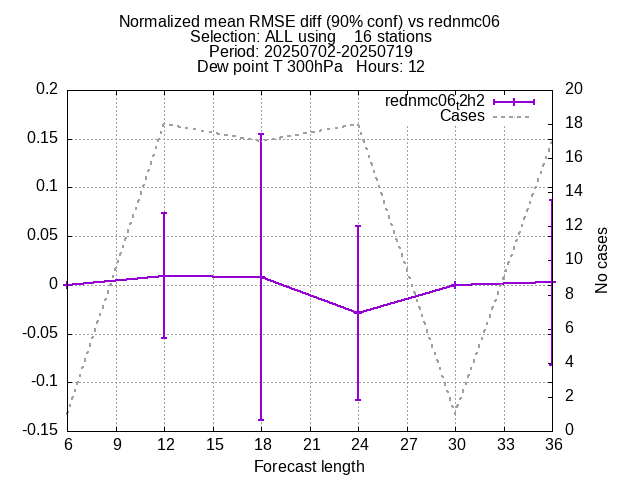 Normalized mean RMSE diff (90% conf) vs rednmc06
Selection: ALL using 16 stations
Period: 20250702-20250719
Dew point T 300hPa Hours: 12
rednmc06_t2h2
Cases
0.2
0.15
0.1
0.05
0
-0.05
-0.1
-0.15
20
18
16
14
12
10
8
6
4
2
0
No cases
6 9 12 15 18 21 24 27 30 33 36
Forecast length